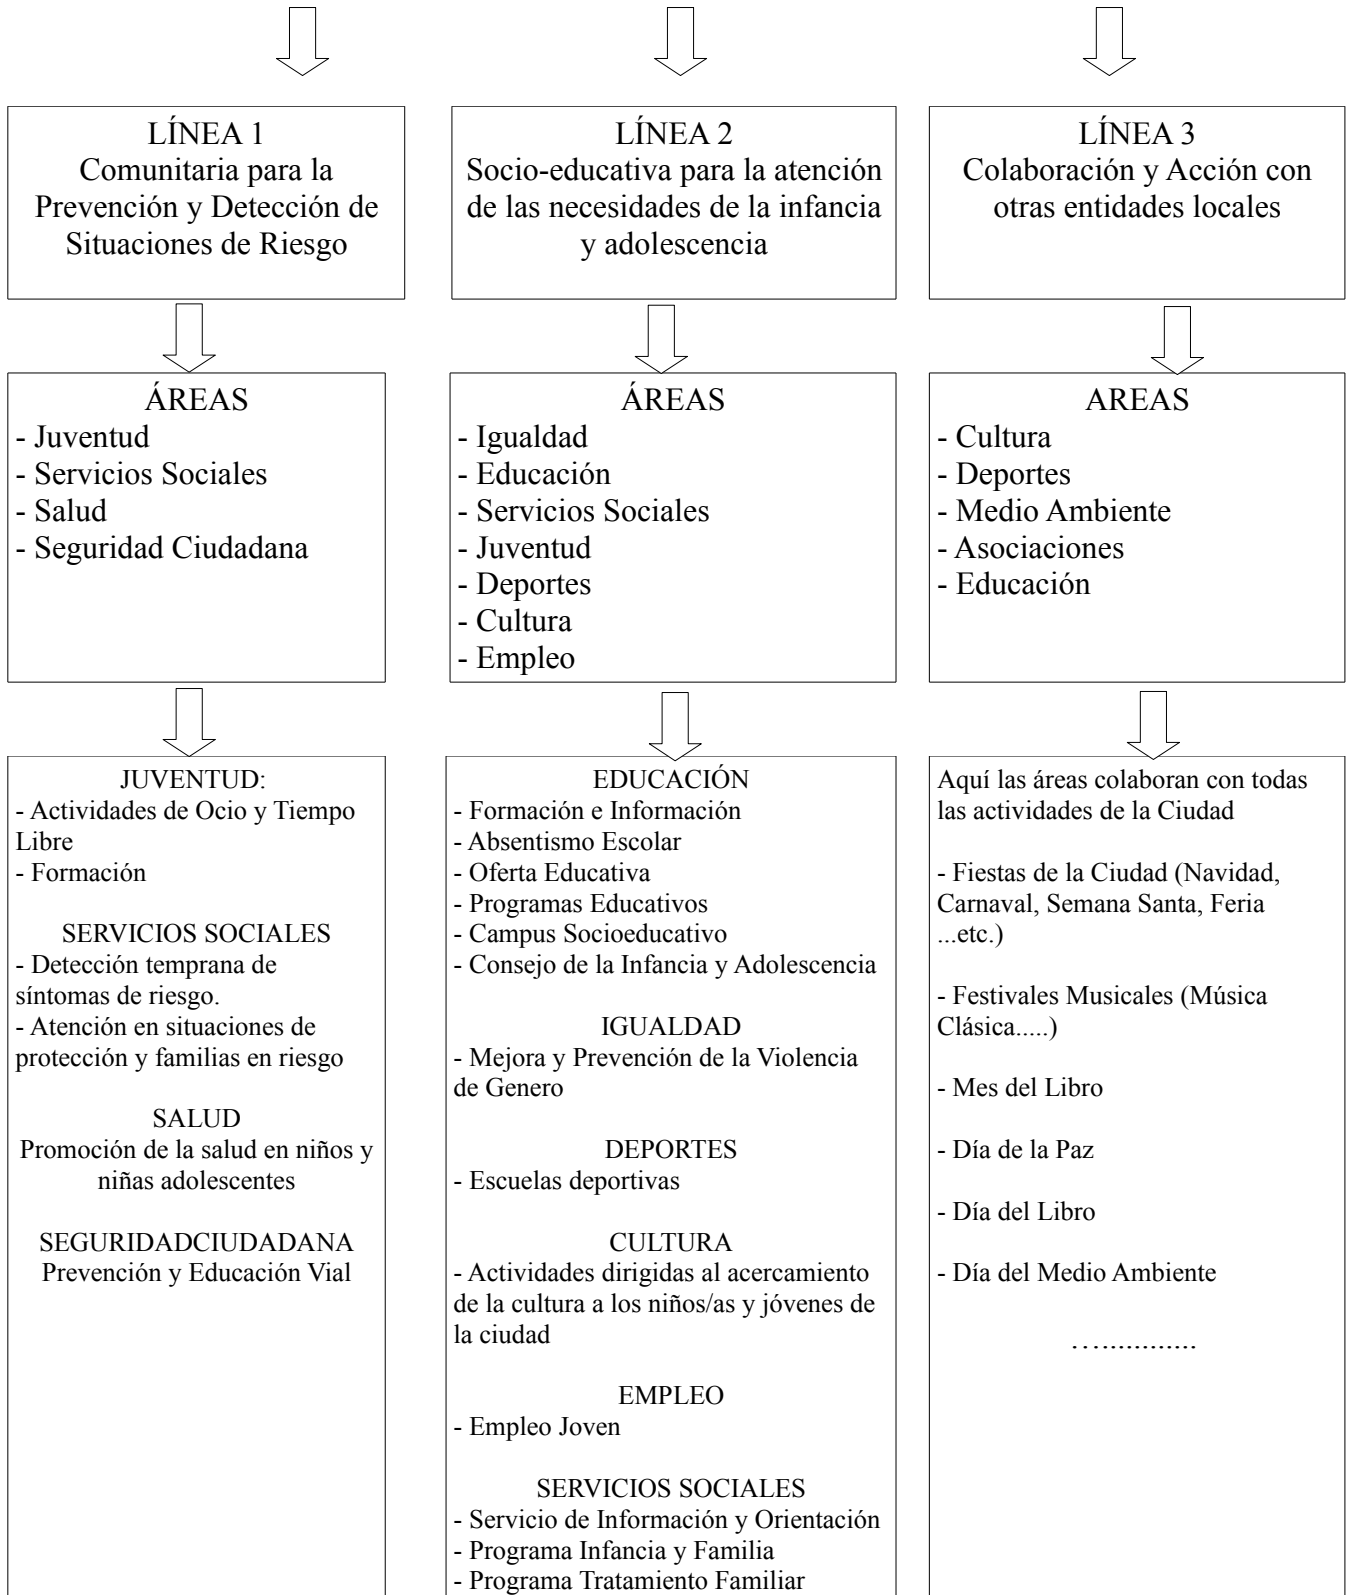 LÍNEA 1
Comunitaria para la
Prevención y Detección de
Situaciones de Riesgo
LÍNEA 2
Socio-educativa para la atención
de las necesidades de la infancia
y adolescencia
LÍNEA 3
Colaboración y Acción con
otras entidades locales
ÁREAS
- Juventud
- Servicios Sociales
- Salud
- Seguridad Ciudadana
ÁREAS
- Igualdad
- Educación
- Servicios Sociales
- Juventud
- Deportes
- Cultura
- Empleo
AREAS
- Cultura
- Deportes
- Medio Ambiente
- Asociaciones
- Educación
JUVENTUD:
- Actividades de Ocio y Tiempo
Libre
- Formación
SERVICIOS SOCIALES
- Detección temprana de
síntomas de riesgo.
- Atención en situaciones de
protección y familias en riesgo
SALUD
Promoción de la salud en niños y
niñas adolescentes
SEGURIDADCIUDADANA
Prevención y Educación Vial
EDUCACIÓN
- Formación e Información
- Absentismo Escolar
- Oferta Educativa
- Programas Educativos
- Campus Socioeducativo
- Consejo de la Infancia y Adolescencia
IGUALDAD
- Mejora y Prevención de la Violencia
de Genero
DEPORTES
- Escuelas deportivas
CULTURA
- Actividades dirigidas al acercamiento
de la cultura a los niños/as y jóvenes de
la ciudad
EMPLEO
- Empleo Joven
SERVICIOS SOCIALES
- Servicio de Información y Orientación
- Programa Infancia y Familia
- Programa Tratamiento Familiar
Aquí las áreas colaboran con todas
las actividades de la Ciudad
- Fiestas de la Ciudad (Navidad,
Carnaval, Semana Santa, Feria
...etc.)
- Festivales Musicales (Música
Clásica.....)
- Mes del Libro
- Día de la Paz
- Día del Libro
- Día del Medio Ambiente
…............